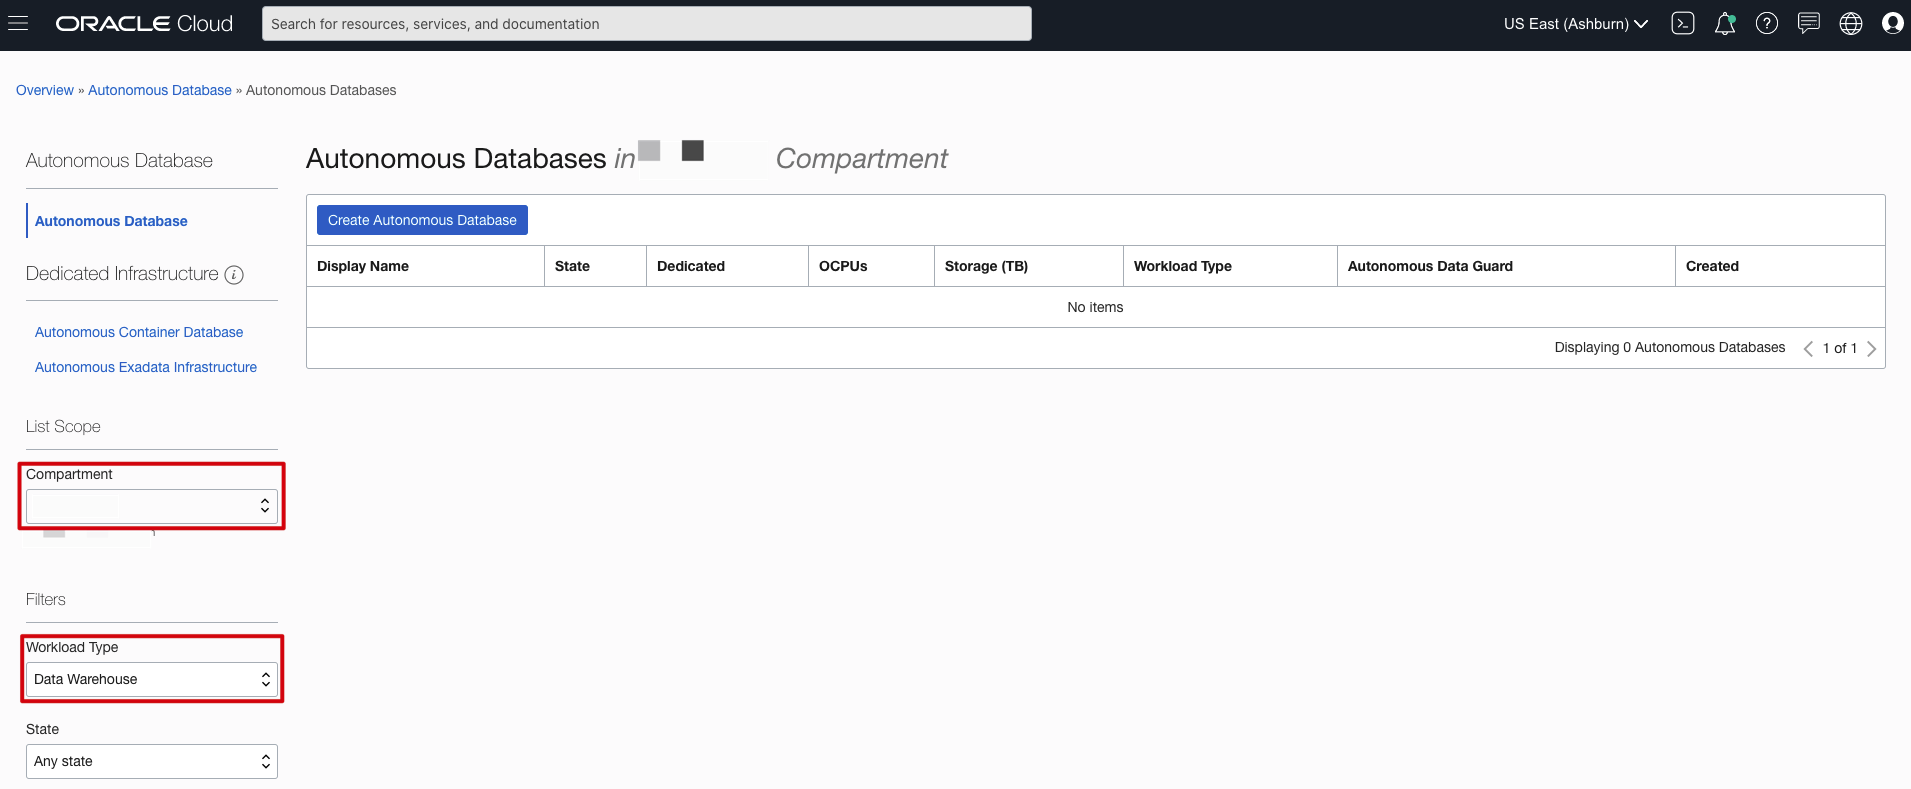 ORACLE Cloud
Search for resources, services, and documentation
US East (Ashburn)
Overview » Autonomous Database » Autonomous Databases
Autonomous Database
Autonomous Database
Dedicated Infrastructure
Autonomous Container Database
Autonomous Exadata Infrastructure
List Scope
Compartment
Filters
Workload Type
Data Warehouse
State
Any state
Autonomous Databases in Compartment
Create Autonomous Database
Display Name State Dedicated OCPUs Storage (TB) Workload Type Autonomous Data Guard Created
No items
Displaying 0 Autonomous Databases 1 of 1